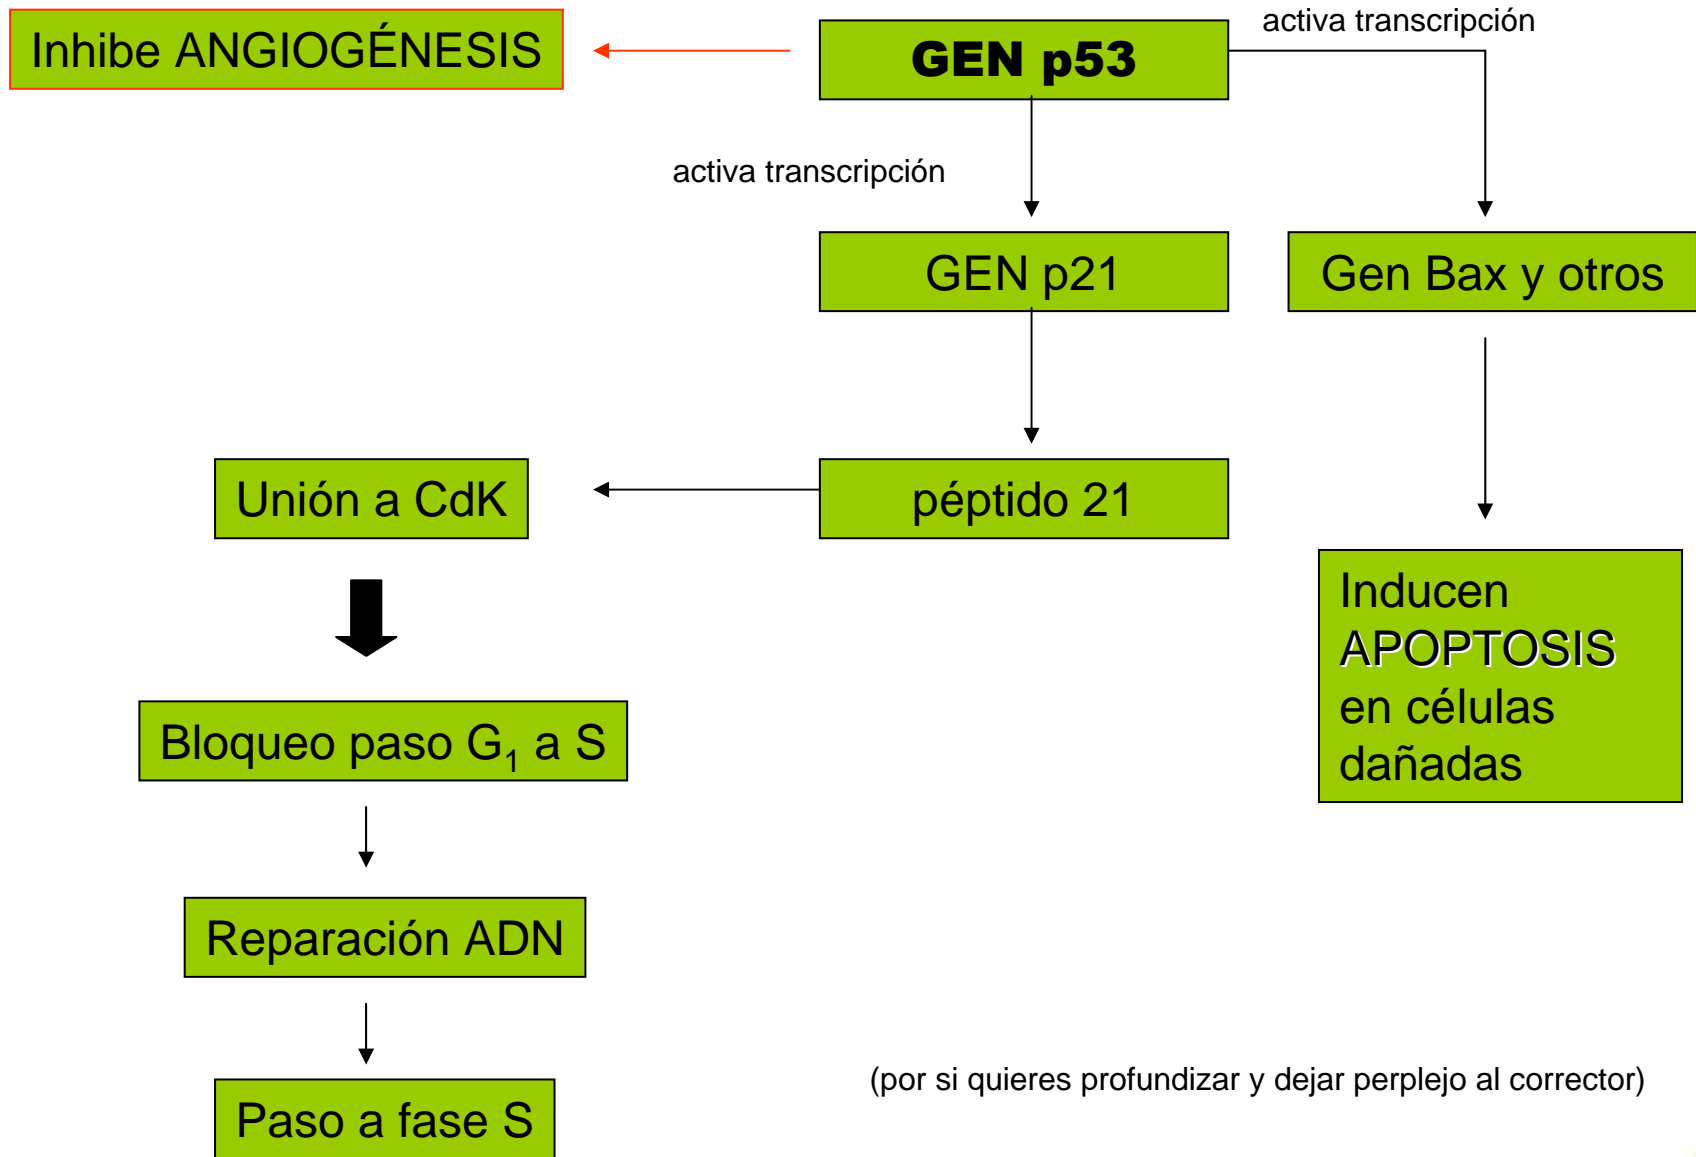 activa transcripción
Inhibe ANGIOGÉNESIS
GEN p53
activa transcripción
GEN p21
Gen Bax y otros
Unión a CdK
péptido 21
Inducen
APOPTOSIS
en células
dañadas
Bloqueo paso G₁ a S
Reparación ADN
(por si quieres profundizar y dejar perplejo al corrector)
Paso a fase S